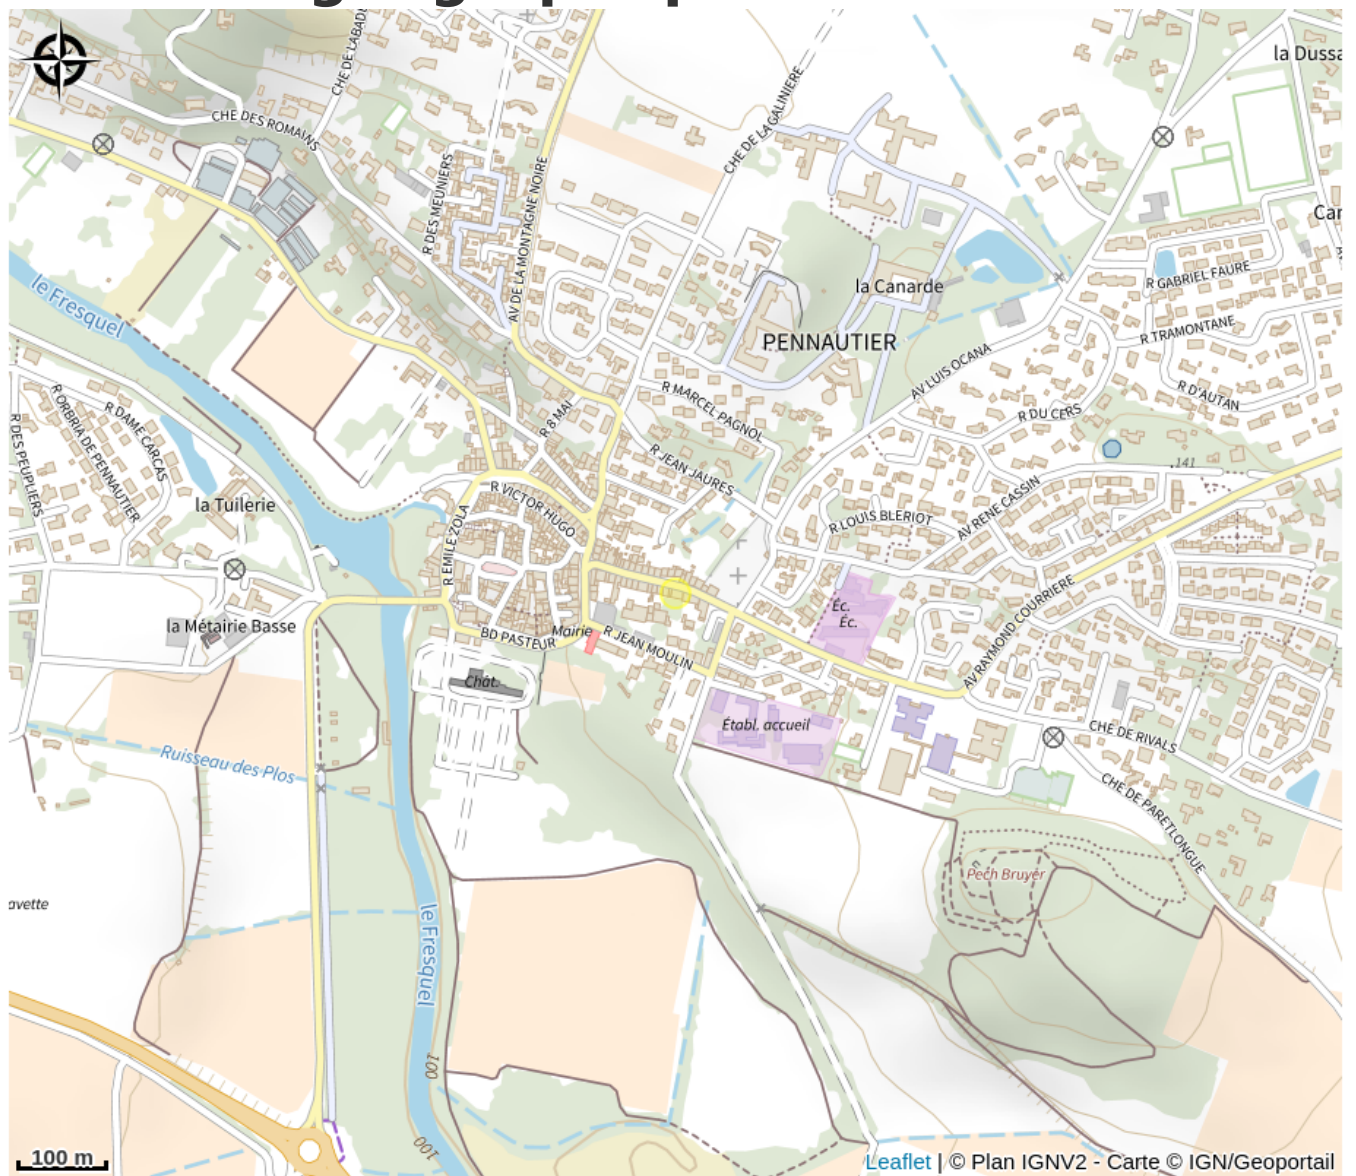 CHE DE LABADE
la Dussa
CHE DES ROMAINS
CHE DE LA GALINIERE
R DES MEUNIERS
AV DE LA MONTAGNE NOIRE
Car
le Fresquel
la Canarde
R GABRIEL FAURE
PENNAUTIER
R TRAMONTANE
AV LUIS OCANA
R MARCEL PAGNOL
R D'AUTAN
R DU CERS
R 8 MAI
R ORBRIA DE PENNAUTIER
R DAME CARCAS
R DES PEUPLIERS
R JEAN JAURES
141
la Tuilerie
R VICTOR HUGO
AV RENE CASSIN
R LOUIS BLERIOT
R EMILE ZOLA
Éc.
Éc.
AV RAYMOND COURRIERE
la Métairie Basse
Mairie
BD PASTEUR
R JEAN MOULIN
Chât.
Établ. accueil
CHE DE RIVALS
Ruisseau des Plos
CHE DE PARETLONGUE
Pech Bruyer
avette
le Fresquel
100
100
100 m
Leaflet | © Plan IGNV2 - Carte © IGN/Geoportail